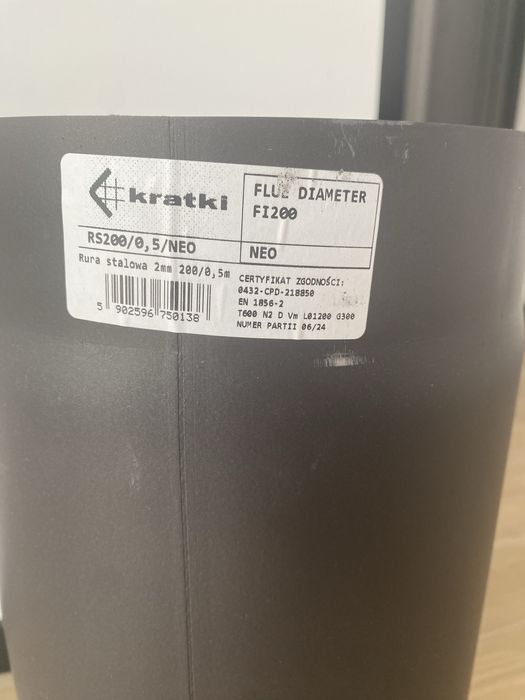 kratki
FLUE DIAMETER
FI200
RS200/0,5/NEO
NEO
Rura stalowa 2mm 200/0,5m
5 902596 750138
CERTYFIKAT ZGODNOŚCI:
0432-CPD-218850
EN 1856-2
T600 N2 D Vm L01200 G300
NUMER PARTII 06/24